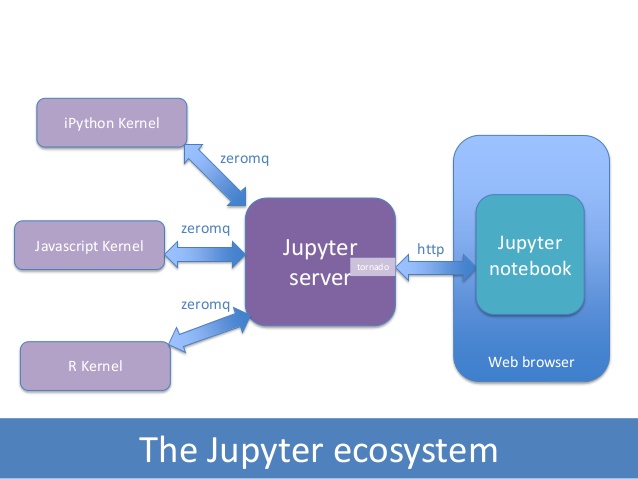 iPython Kernel
zeromq
Javascript Kernel
zeromq
Jupyter
server
tornado
http
Jupyter
notebook
zeromq
R Kernel
Web browser
The Jupyter ecosystem